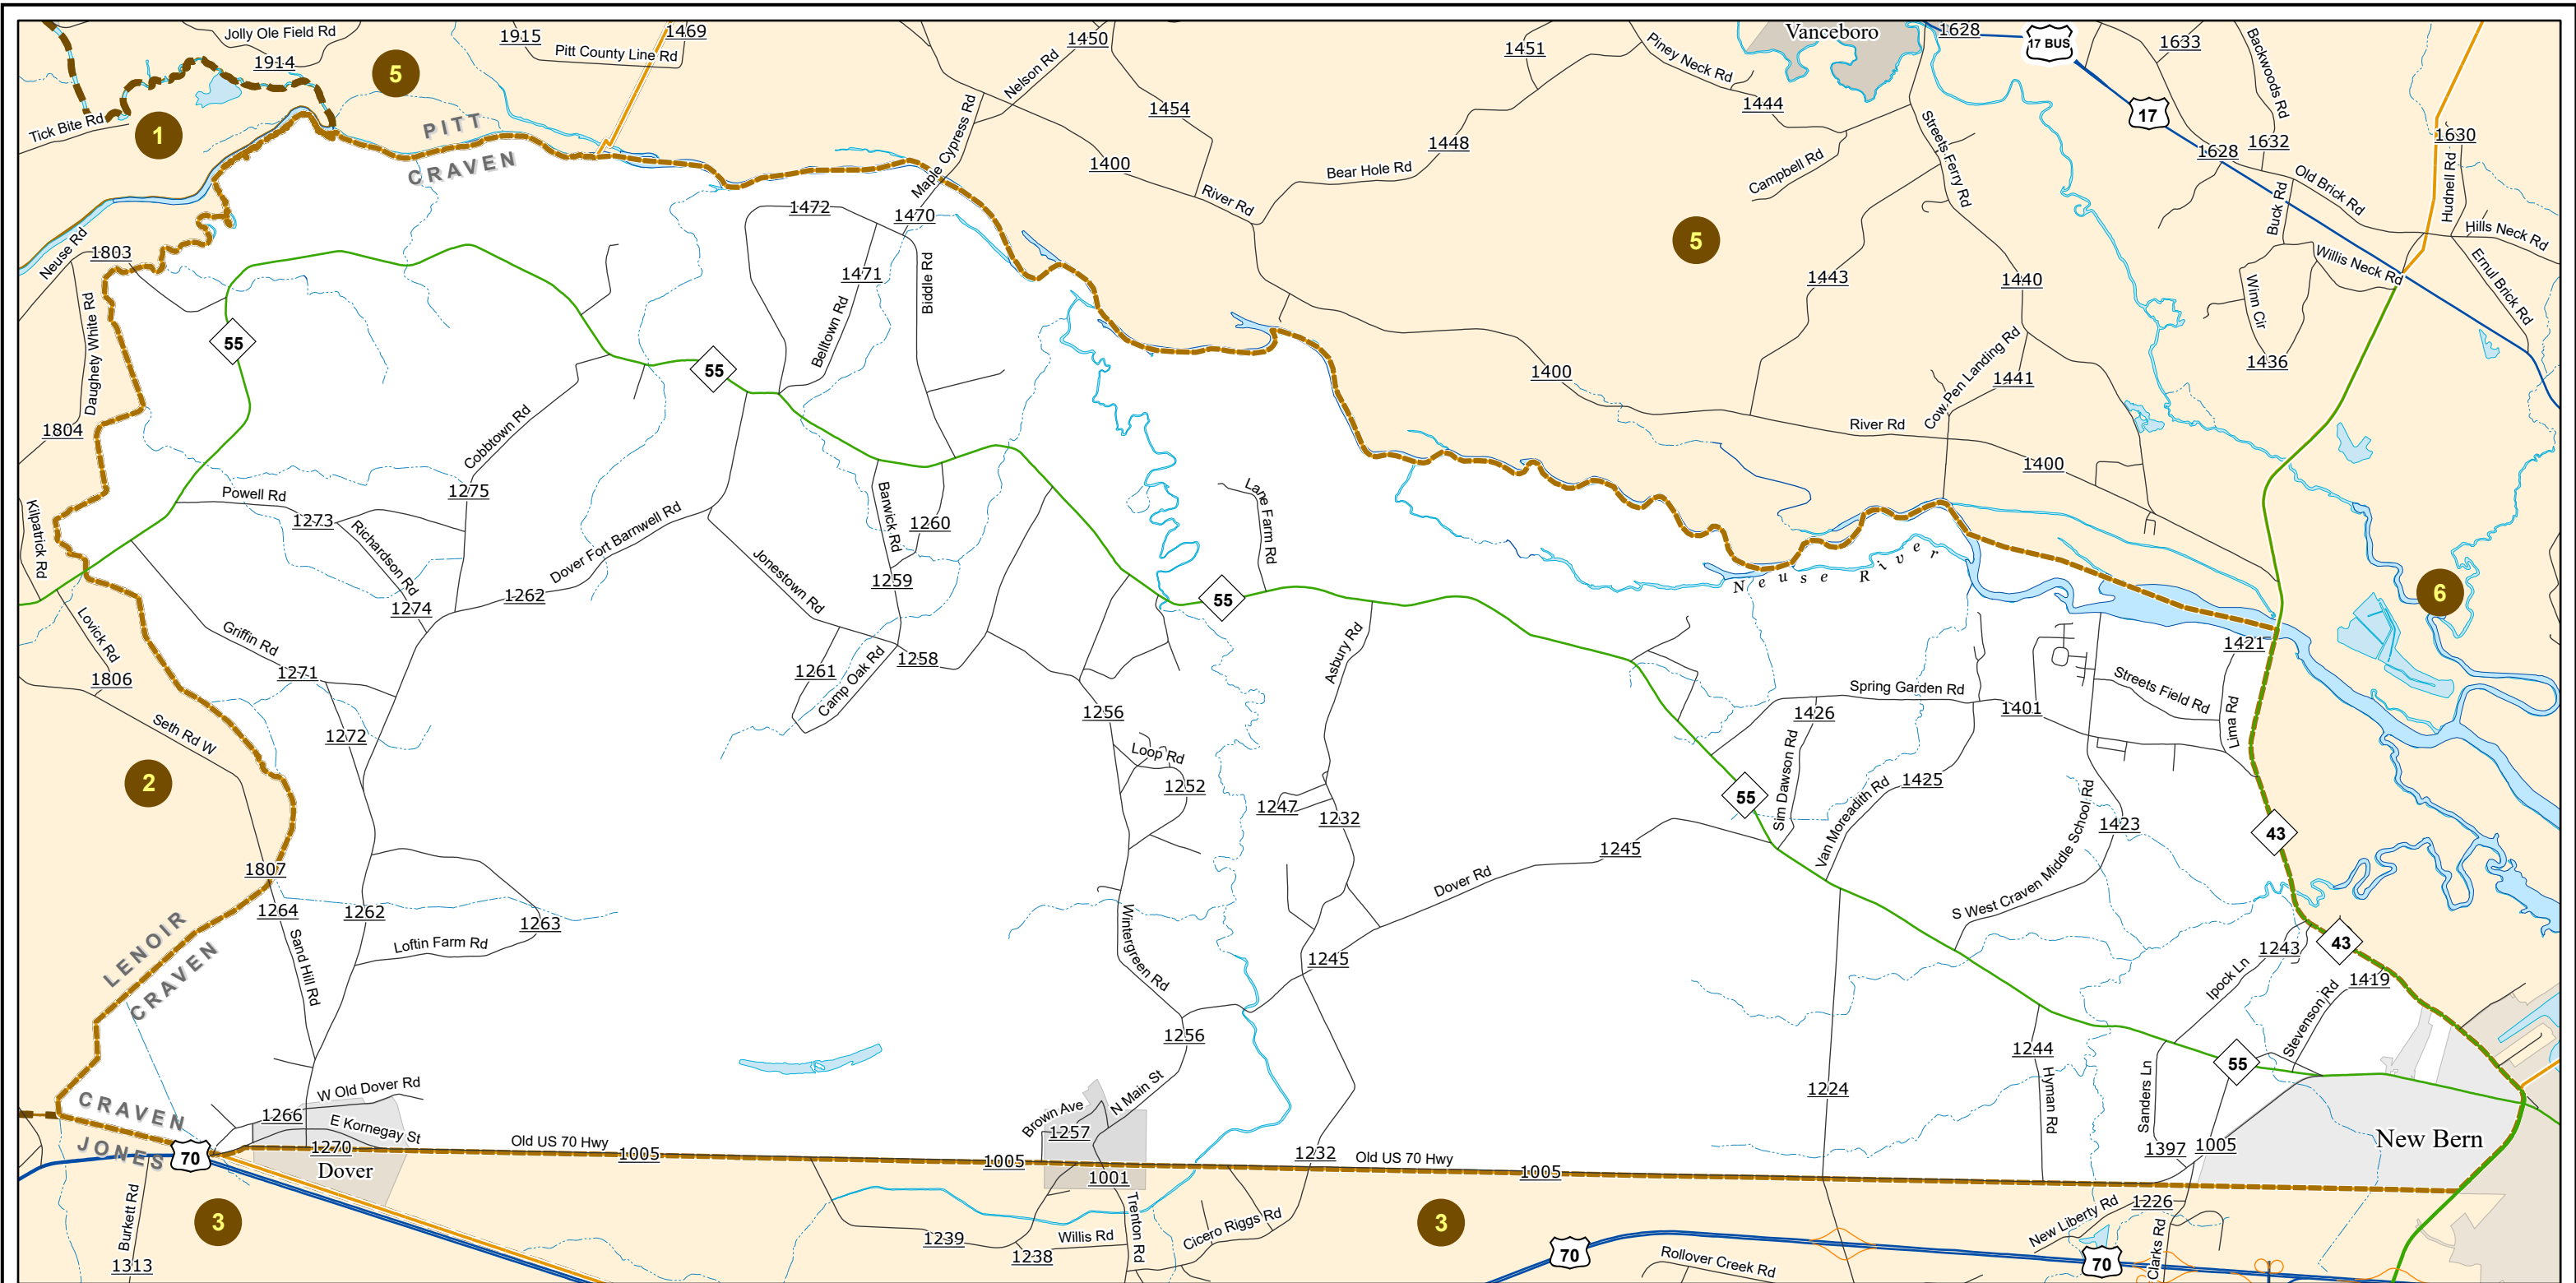 Jolly Ole Field Rd
1914
5
1915
Pitt County Line Rd
1469
1450
Nelson Rd
1454
1451
Piney Neck Rd
1444
Vanceboro
1628
17 BUS
1633
Backwoods Rd
17
Tick Bite Rd
1
PITT
CRAVEN
Maple Cypress Rd
1400
River Rd
Bear Hole Rd
1448
Campbell Rd
Streets Ferry Rd
1628
1632
Old Brick Rd
1630
Hudnell Rd
Buck Rd
Hills Neck Rd
Willis Neck Rd
Ernul Brick Rd
Winn Cir
1436
5
Neuse Rd
1803
Daughety White Rd
1804
55
1472
1470
1471
Biddle Rd
Belltown Rd
55
1443
1440
Cow Pen Landing Rd
1441
1400
River Rd
1400
Cobbtown Rd
1275
Powell Rd
1273
Richardson Rd
1274
Kilpatrick Rd
Dover Fort Barnwell Rd
1262
Barwick Rd
1260
1259
Jonestown Rd
Lane Farm Rd
55
Neuse River
6
Lovick Rd
1806
Griffin Rd
1271
1261
Camp Oak Rd
1258
Asbury Rd
1421
Streets Field Rd
Lima Rd
Spring Garden Rd
1426
1401
Seth Rd W
1272
1256
Loop Rd
1252
2
1247
1232
55
Sim Dawson Rd
Van Moreadith Rd
1425
S West Craven Middle School Rd
1423
43
1807
1264
1262
1263
Loftin Farm Rd
Sand Hill Rd
LENOIR
CRAVEN
1245
Dover Rd
1245
Wintergreen Rd
1256
43
1243
Ipock Ln
1419
Stevenson Rd
55
1244
Hyman Rd
Sanders Ln
1224
1397
1005
New Bern
CRAVEN
JONES
70
W Old Dover Rd
1266
E Kornegay St
1270
Dover
Old US 70 Hwy
1005
1005
N Main St
Brown Ave
1257
1001
1232
Old US 70 Hwy
1005
Burkett Rd
1313
3
1239
1238
Willis Rd
Trenton Rd
Cicero Riggs Rd
3
70
Rollover Creek Rd
New Liberty Rd
1226
70
Clarks Rd